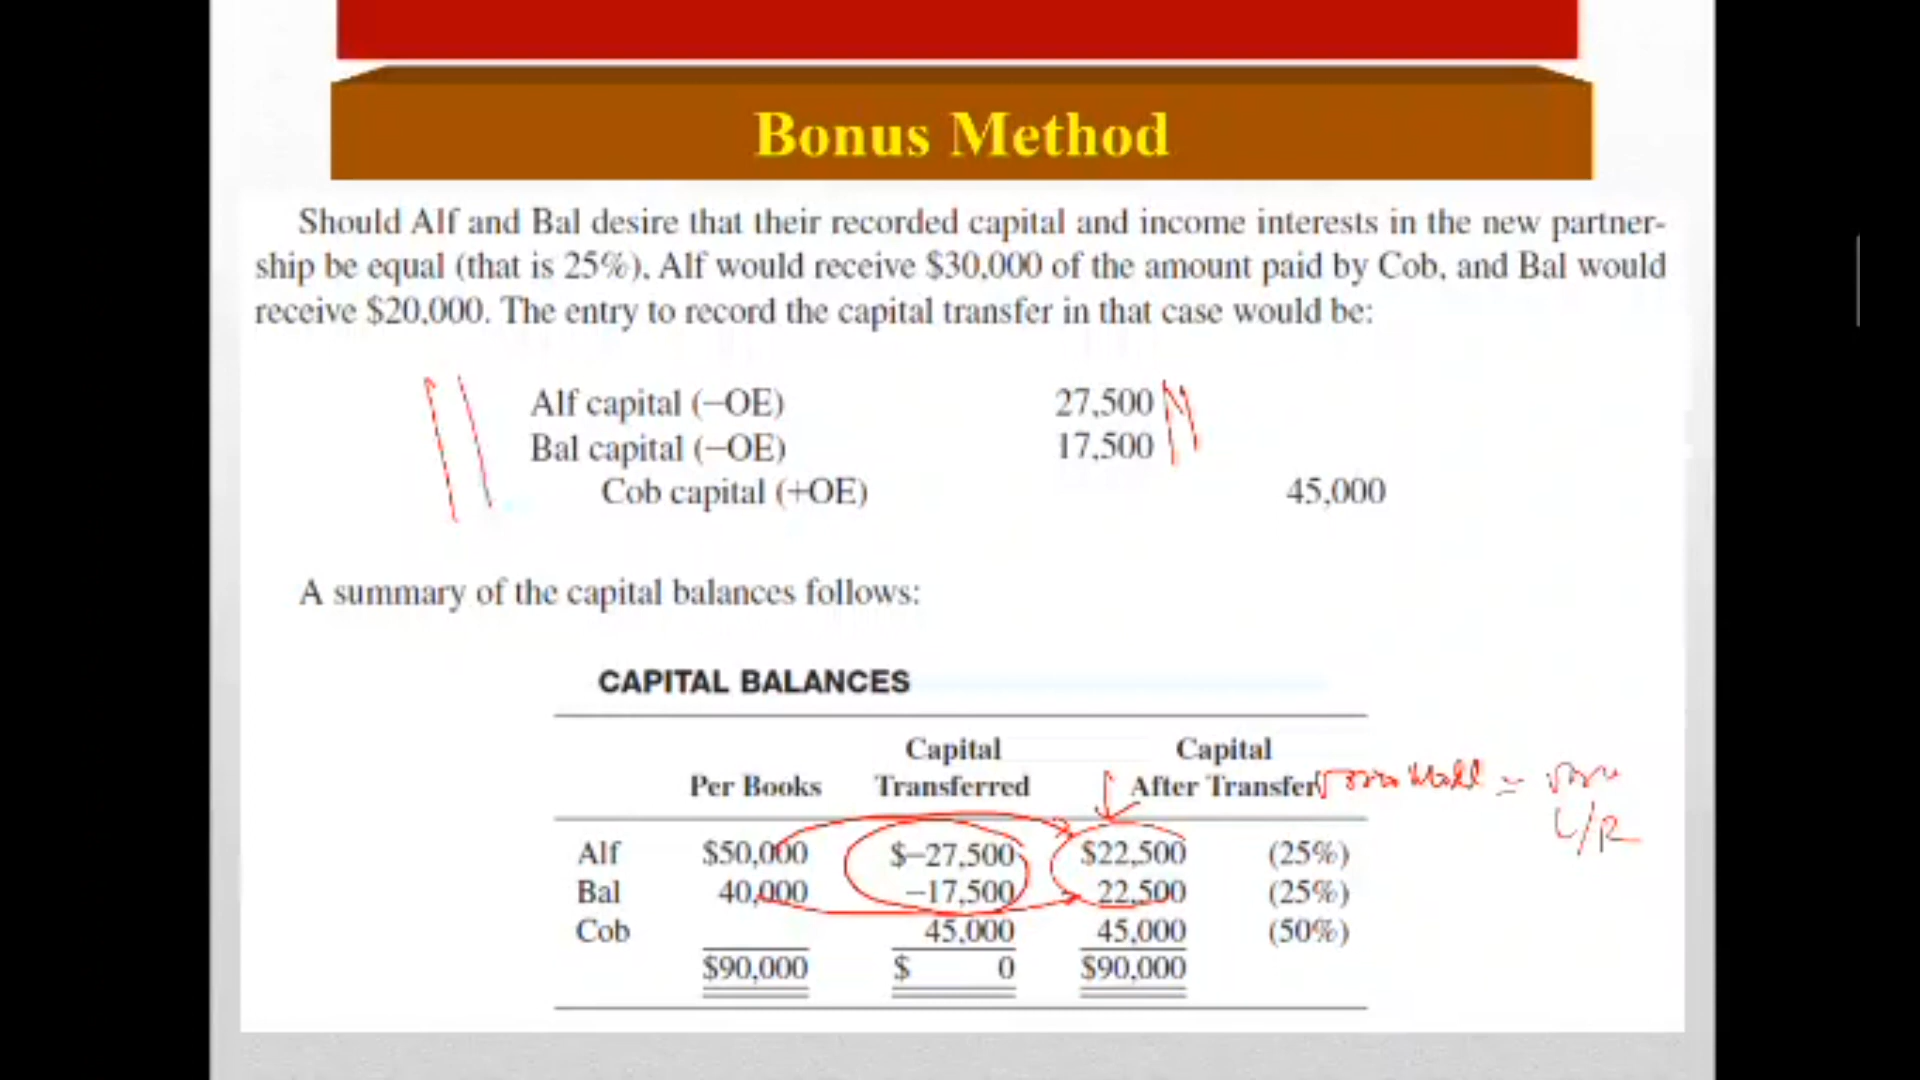 Bonus Method
Should Alf and Bal desire that their recorded capital and income interests in the new partner-
ship be equal (that is 25%), Alf would receive $30,000 of the amount paid by Cob, and Bal would
receive $20,000. The entry to record the capital transfer in that case would be:
Alf capital (−OE) 27,500
Bal capital (−OE) 17,500
Cob capital (+OE) 45,000
A summary of the capital balances follows:
CAPITAL BALANCES
Capital Capital
Per Books Transferred After Transfer
L/R
Alf $50,000 $−27,500 $22,500 (25%)
Bal 40,000 −17,500 22,500 (25%)
Cob 45,000 45,000 (50%)
$90,000 $ 0 $90,000